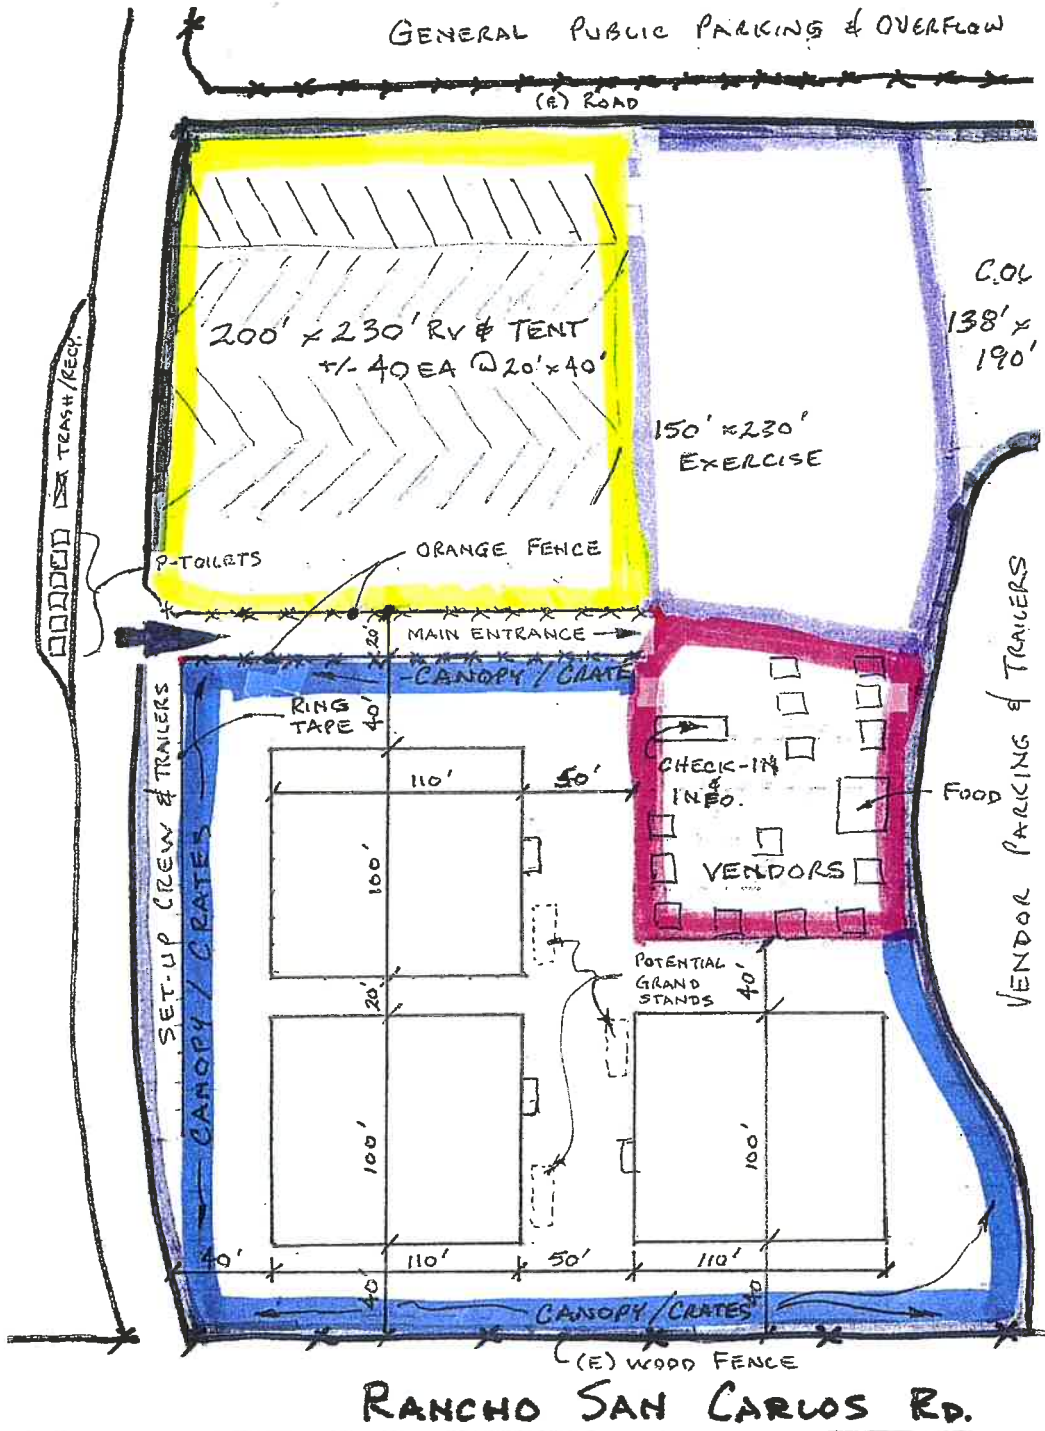 GENERAL PUBLIC PARKING & OVERFLOW
(E) ROAD
200' x 230' RV & TENT
+/- 40 EA @ 20' x 40'
C.OL
138' x
190'
150' x 230'
EXERCISE
TRASH/RECY.
P-TOILETS
ORANGE FENCE
MAIN ENTRANCE
20'
CANOPY / CRATE
RING
TAPE
40'
SET-UP CREW & TRAILERS
CANOPY / CRATES
110'
50'
100'
CHECK-IN
&
INFO.
FOOD
VENDORS
VENDOR PARKING & TRAILERS
20'
POTENTIAL
GRAND
STANDS
40'
100'
100'
40'
110'
50'
110'
40'
40'
CANOPY/CRATES
(E) WOOD FENCE
RANCHO SAN CARLOS RD.